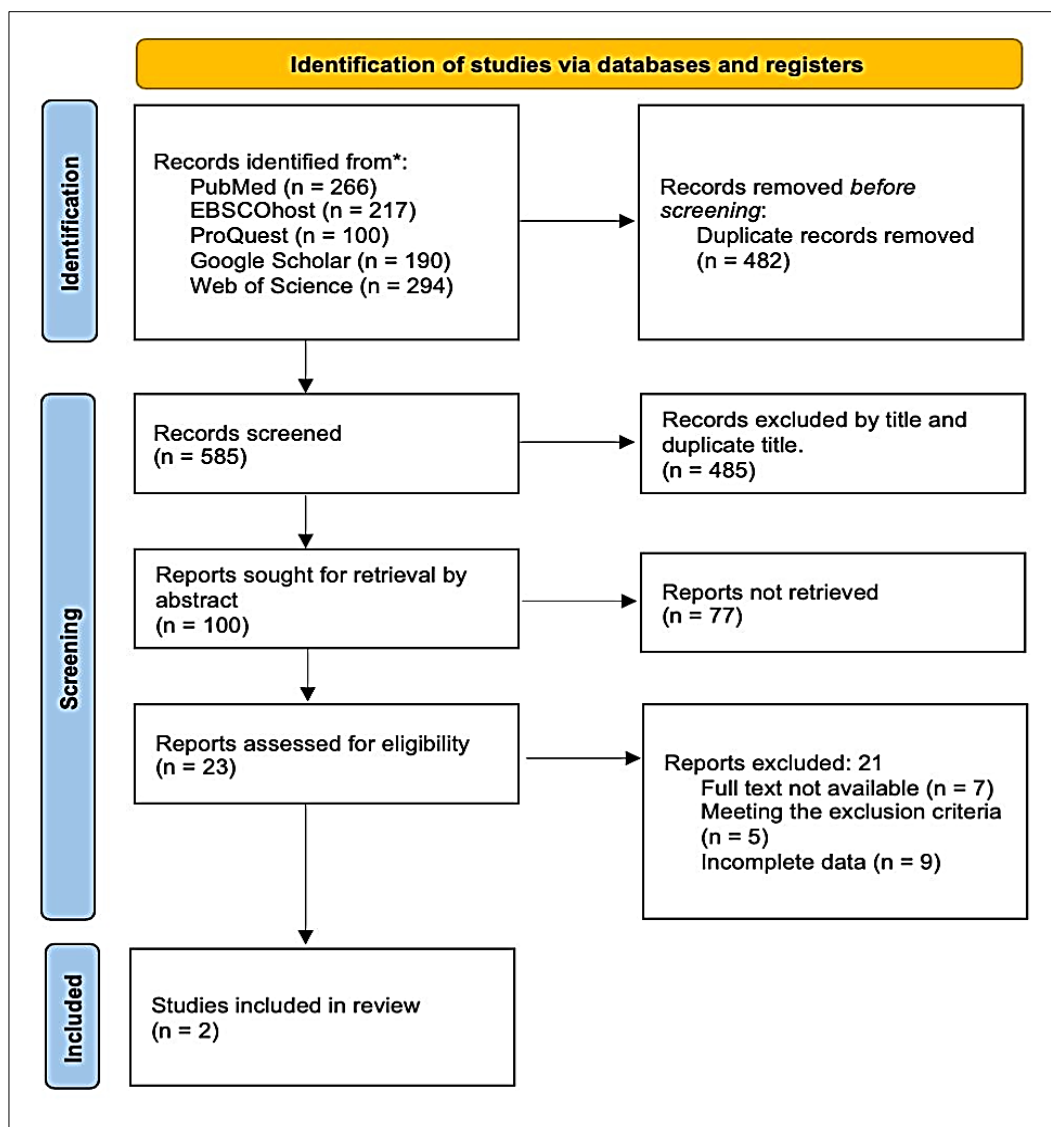 Identification of studies via databases and registers
Identification
Records identified from*:
PubMed (n = 266)
EBSCOhost (n = 217)
ProQuest (n = 100)
Google Scholar (n = 190)
Web of Science (n = 294)
Records removed before
screening:
Duplicate records removed
(n = 482)
Screening
Records screened
(n = 585)
Records excluded by title and
duplicate title.
(n = 485)
Reports sought for retrieval by
abstract
(n = 100)
Reports not retrieved
(n = 77)
Reports assessed for eligibility
(n = 23)
Reports excluded: 21
Full text not available (n = 7)
Meeting the exclusion criteria
(n = 5)
Incomplete data (n = 9)
Included
Studies included in review
(n = 2)